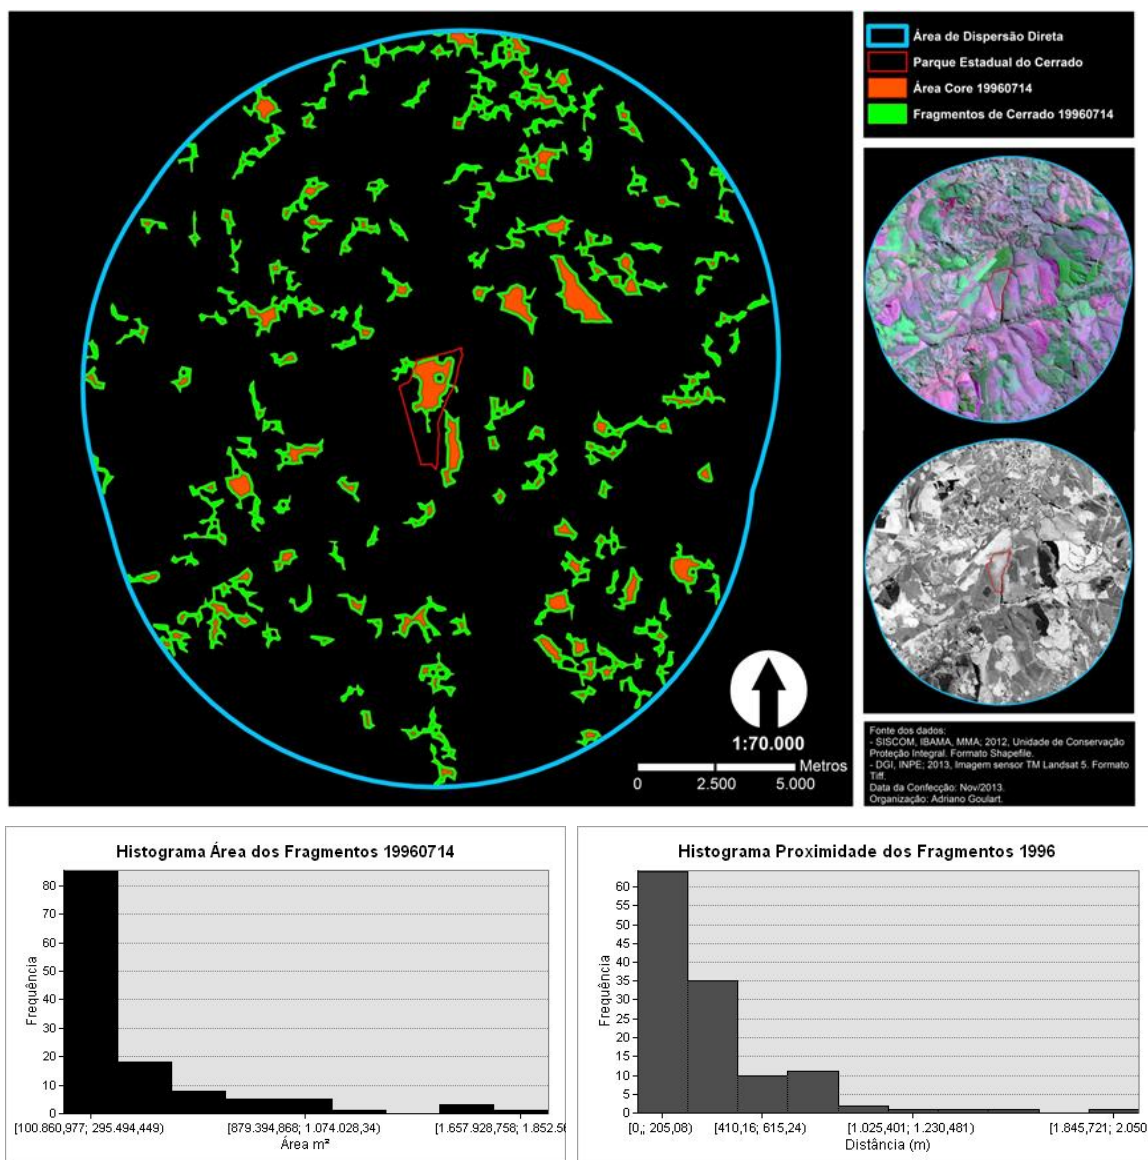 Área de Dispersão Direta
Parque Estadual do Cerrado
Área Core 19960714
Fragmentos de Cerrado 19960714
1:70.000
Metros
0 2.500 5.000
Fonte dos dados:
- SISCOM, IBAMA, MMA; 2012, Unidade de Conservação
Proteção Integral. Formato Shapefile.
- DGI, INPE; 2013, Imagem sensor TM Landsat 5. Formato
Tiff.
Data da Confecção: Nov/2013.
Organização: Adriano Goulart.
Histograma Área dos Fragmentos 19960714
Frequência
80
70
60
50
40
30
20
10
0
[100.860,977; 295.494,449) [879.394,868; 1.074.028,34) [1.657.928,756; 1.852.56
Área m²
Histograma Proximidade dos Fragmentos 1996
Frequência
60
55
50
45
40
35
30
25
20
15
10
5
0
[0,; 205,08) [410,16; 615,24) [1.025,401; 1.230,481) [1.845,721; 2.050
Distância (m)